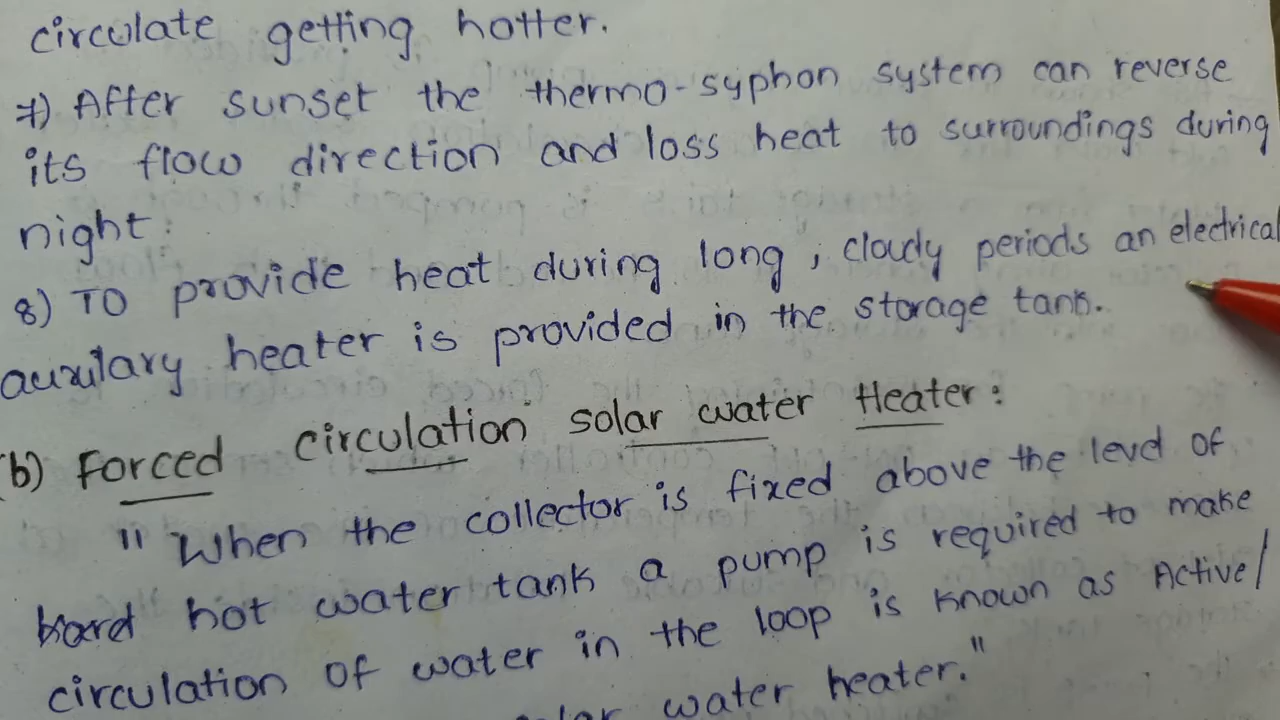 circulate getting hotter.
7) After sunset the thermo-syphon system can reverse
its flow direction and loss heat to surroundings during
night.
8) To provide heat during long, cloudy periods an electrical
auxulary heater is provided in the storage tank.
(b) Forced circulation solar water Heater:
"When the collector is fixed above the level of
hot water tank a pump is required to make
circulation of water in the loop is known as Active/
solar water heater."